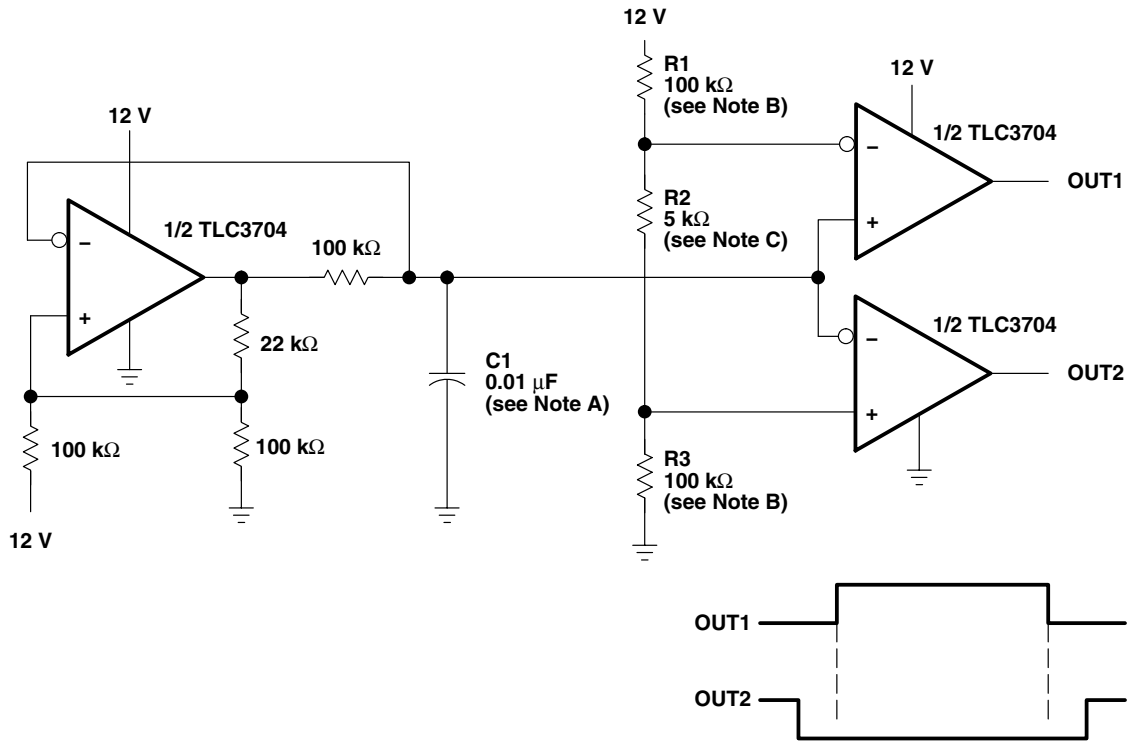 12 V
R1
100 kΩ
(see Note B)
12 V
1/2 TLC3704
OUT1
−
+
R2
5 kΩ
(see Note C)
12 V
1/2 TLC3704
−
+
100 kΩ
22 kΩ
100 kΩ
100 kΩ
12 V
C1
0.01 μF
(see Note A)
1/2 TLC3704
OUT2
−
+
R3
100 kΩ
(see Note B)
OUT1
OUT2